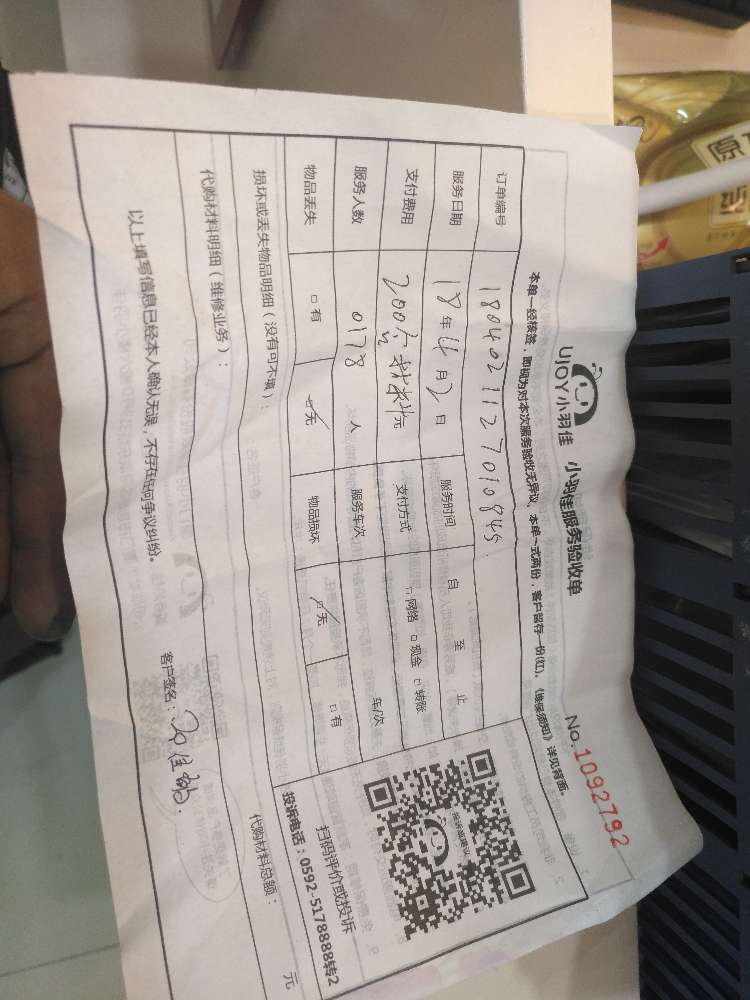 UJOY小羽佳 小羽佳服务验收单
No.1092792
本单一经核签，即视为对本次服务验收无异议。本单一式两份，客户留存一份(红)。《维保须知》详见背面。
订单编号 180402112701084S
服务日期 18年4月2日 服务时间 自 至 止
支付费用 200 元 支付方式 □网络 □现金 □转账
服务人数 0178 人 服务车次 车/次
物品丢失 □有 □无 物品损坏 □无 □有
扫码评价或投诉
投诉电话：0592-5178888转2
损坏或丢失物品明细（没有可不填）：
代购材料明细（维修业务）： 代购材料总额： 元
以上填写信息已经本人确认无误，不存在任何争议纠纷。
客户签名：
原